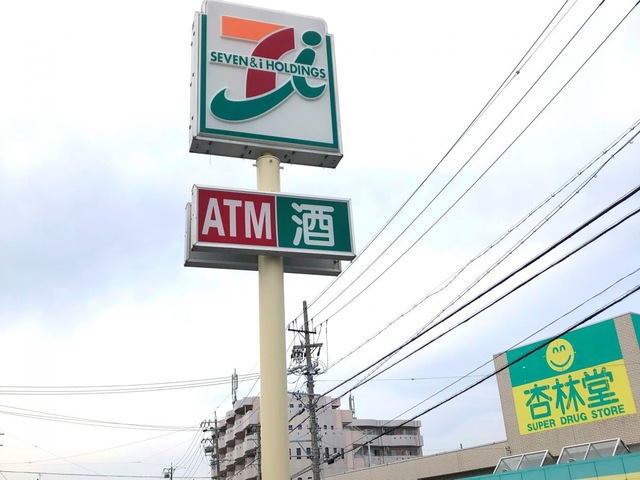 SEVEN&i HOLDINGS
ATM 酒
杏林堂
SUPER DRUG STORE